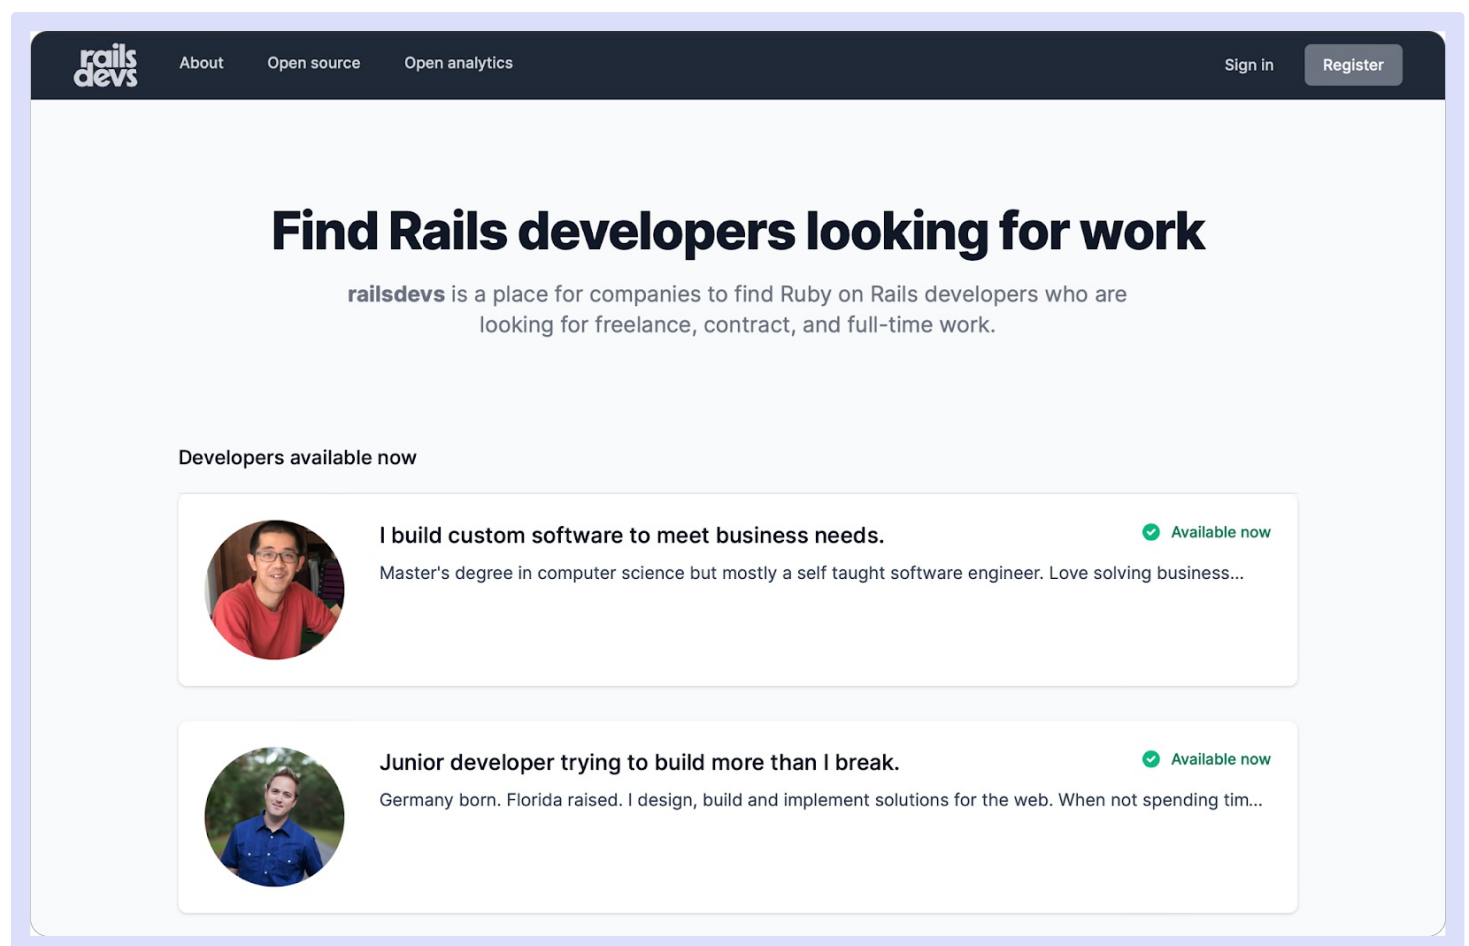 rails
devs
About
Open source
Open analytics
Sign in
Register
Find Rails developers looking for work
railsdevs is a place for companies to find Ruby on Rails developers who are
looking for freelance, contract, and full-time work.
Developers available now
I build custom software to meet business needs.
Available now
Master's degree in computer science but mostly a self taught software engineer. Love solving business...
Junior developer trying to build more than I break.
Available now
Germany born. Florida raised. I design, build and implement solutions for the web. When not spending tim...